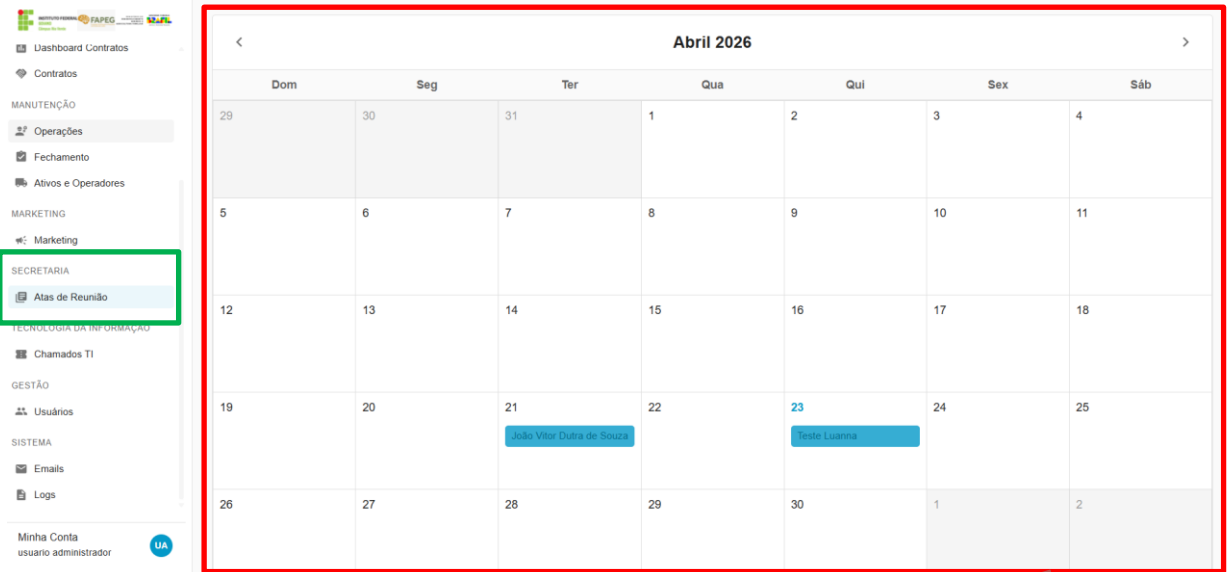 INSTITUTO FEDERAL
FAPEG
Dashboard Contratos
Contratos
MANUTENÇÃO
Operações
Fechamento
Ativos e Operadores
MARKETING
Marketing
SECRETARIA
Atas de Reunião
TECNOLOGIA DA INFORMAÇÃO
Chamados TI
GESTÃO
Usuários
SISTEMA
Emails
Logs
Minha Conta
usuario administrador
UA
Abril 2026
Dom Seg Ter Qua Qui Sex Sáb
29 30 31 1 2 3 4
5 6 7 8 9 10 11
12 13 14 15 16 17 18
19 20 21 22 23 24 25
João Vitor Dutra de Souza Teste Luanna
26 27 28 29 30 1 2